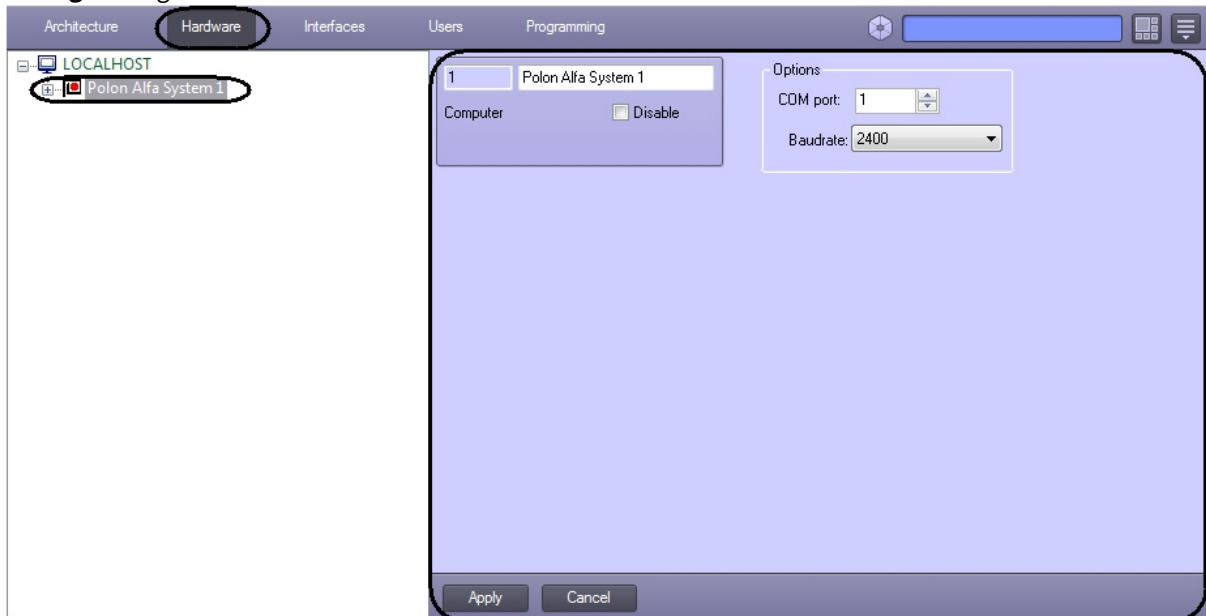 Architecture Hardware Interfaces Users Programming
LOCALHOST
Polon Alfa System 1
1 Polon Alfa System 1
Computer Disable
Options
COM port: 1
Baudrate: 2400
Apply Cancel